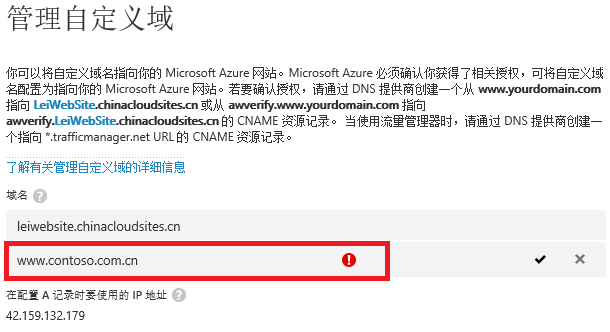 管理自定义域
你可以将自定义域名指向你的 Microsoft Azure 网站。Microsoft Azure 必须确认你获得了相关授权，可将自定义域
名配置为指向你的 Microsoft Azure 网站。若要确认授权，请通过 DNS 提供商创建一个从 www.yourdomain.com
指向 LeiWebSite.chinacloudsites.cn 或从 awverify.www.yourdomain.com 指向
awverify.LeiWebSite.chinacloudsites.cn 的 CNAME 资源记录。 当使用流量管理器时，请通过 DNS 提供商创建一
个指向 *.trafficmanager.net URL 的 CNAME 资源记录。
了解有关管理自定义域的详细信息
域名 ?
leiwebsite.chinacloudsites.cn
www.contoso.com.cn !
在配置 A 记录时要使用的 IP 地址 ?
42.159.132.179